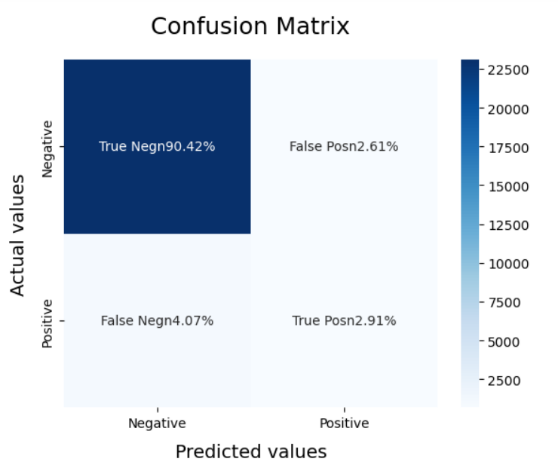 Confusion Matrix
True Negn90.42%
False Posn2.61%
False Negn4.07%
True Posn2.91%
Negative
Positive
Actual values
Negative
Positive
Predicted values
22500
20000
17500
15000
12500
10000
7500
5000
2500